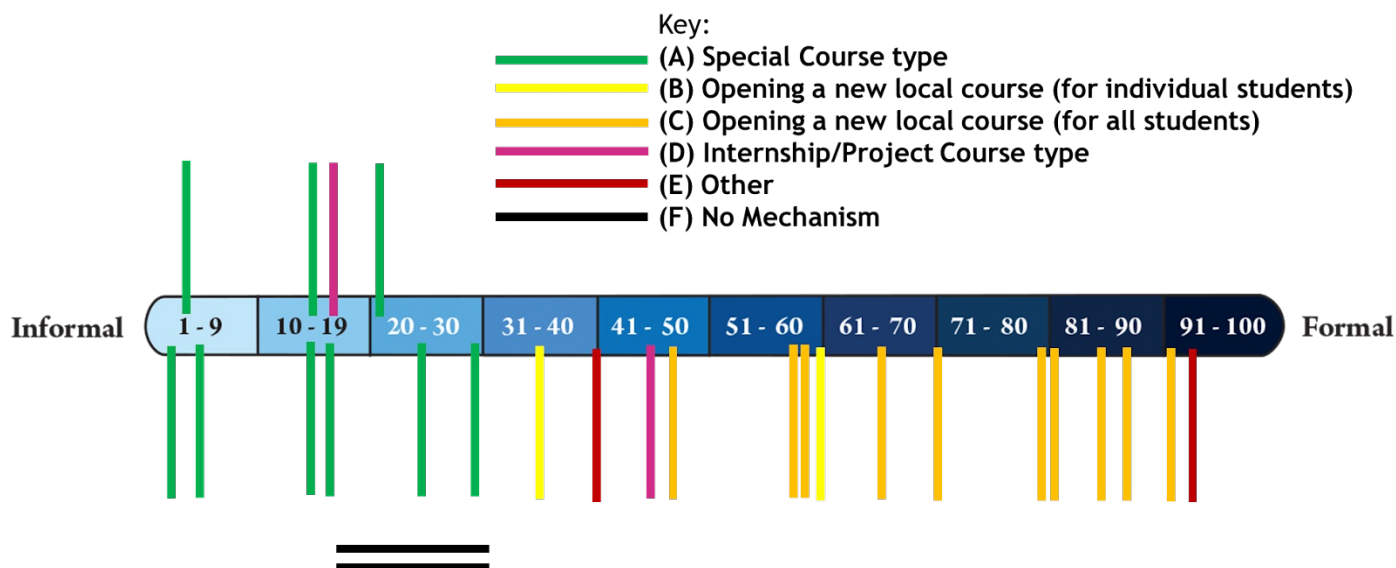 Key:
(A) Special Course type
(B) Opening a new local course (for individual students)
(C) Opening a new local course (for all students)
(D) Internship/Project Course type
(E) Other
(F) No Mechanism
Informal 1 - 9 10 - 19 20 - 30 31 - 40 41 - 50 51 - 60 61 - 70 71 - 80 81 - 90 91 - 100 Formal